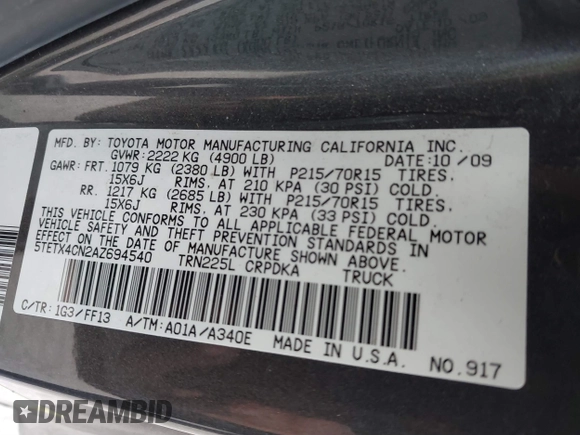 MFD. BY: TOYOTA MOTOR MANUFACTURING CALIFORNIA INC.
GVWR: 2222 KG (4900 LB) DATE: 10 /09
GAWR: FRT. 1079 KG (2380 LB) WITH P215/70R15 TIRES.
15X6J RIMS. AT 210 KPA (30 PSI) COLD.
RR. 1217 KG (2685 LB) WITH P215/70R15 TIRES.
15X6J RIMS. AT 230 KPA (33 PSI) COLD.
THIS VEHICLE CONFORMS TO ALL APPLICABLE FEDERAL MOTOR
VEHICLE SAFETY AND THEFT PREVENTION STANDARDS IN
EFFECT ON THE DATE OF MANUFACTURE SHOWN ABOVE.
5TETX4CN2AZ694540 TRN225L CRPDKA TRUCK
C/TR: 1G3/FF13 A/TM: A01A/A340E MADE IN U.S.A. NO. 917
DREAMBID